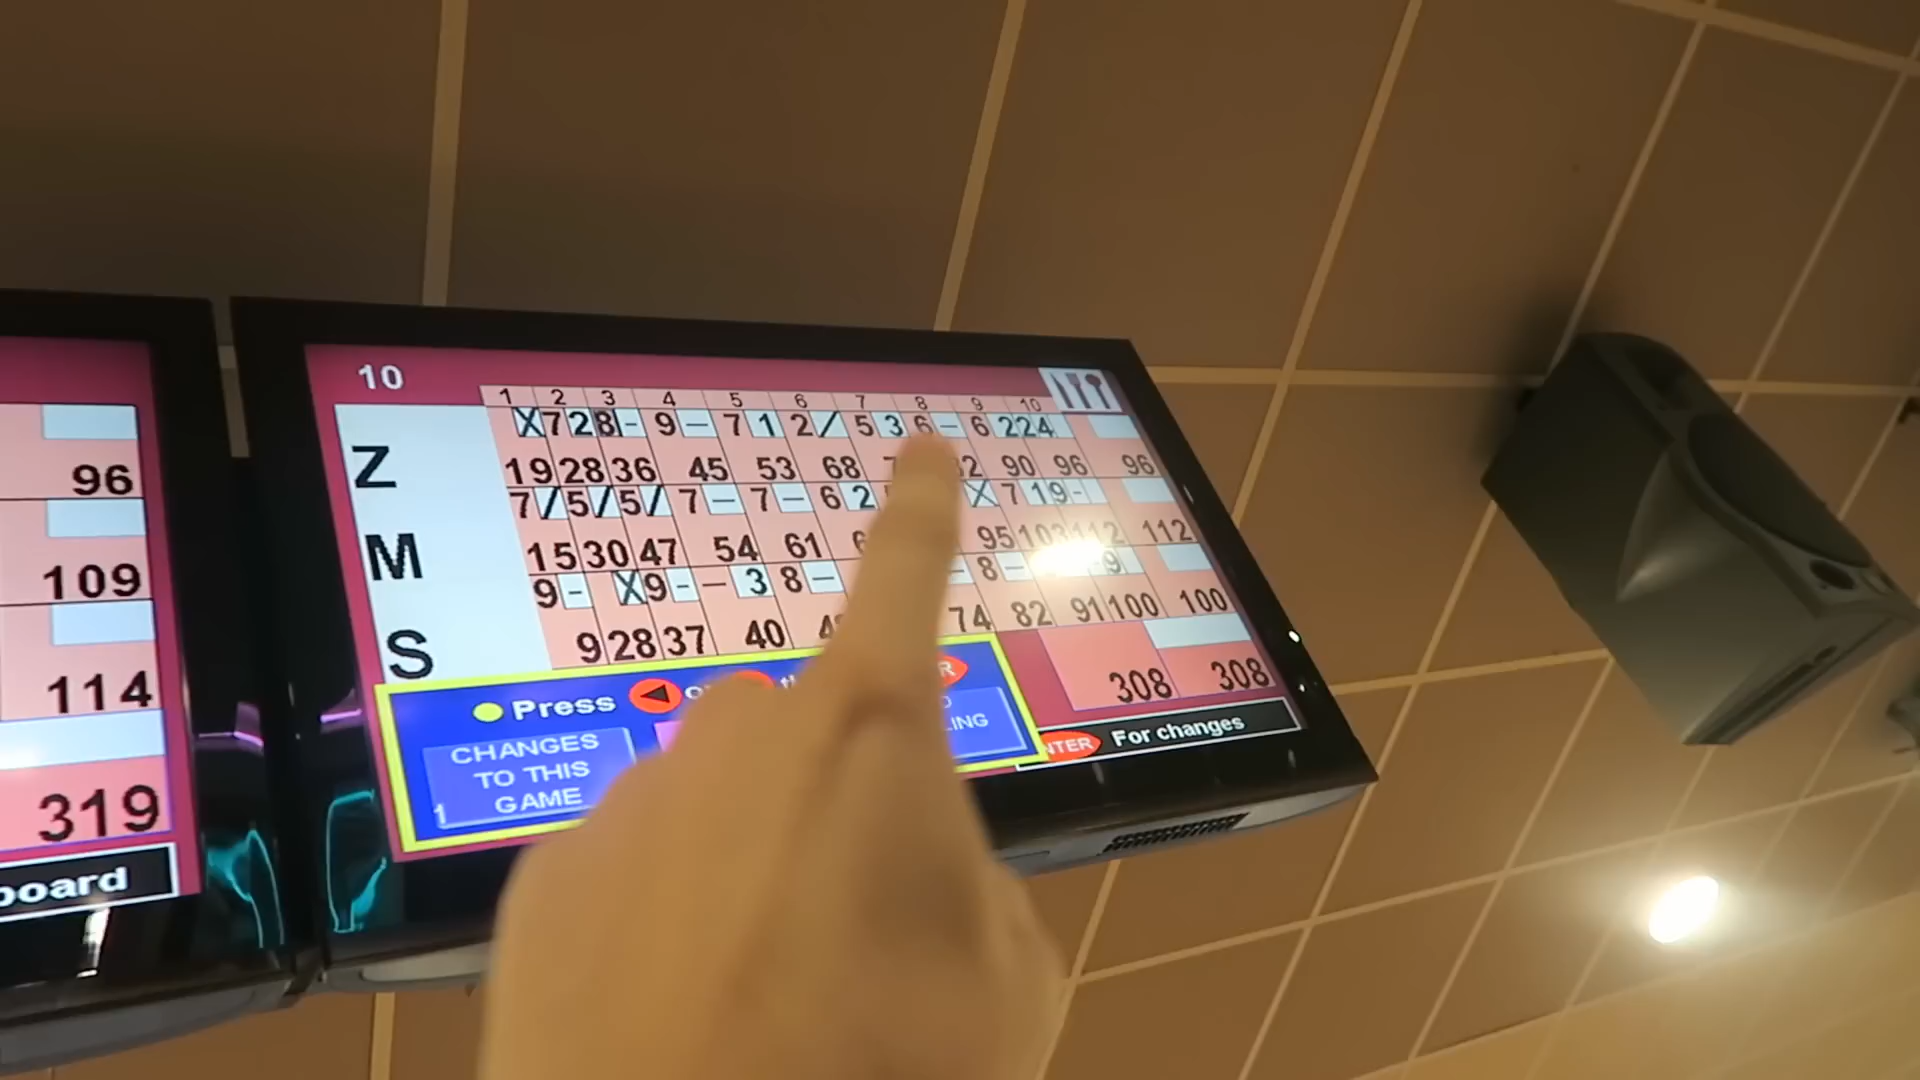 10
1 2 3 4 5 6 7 8 9 10
Z
X 7 2 8 - 9 - 7 1 2 / 5 3 6 - 6 2 2 4
19 28 36 45 53 68 82 90 96 96
M
7 / 5 / 5 / 7 - 7 - 6 2 X 7 1 9 -
15 30 47 54 61 95 103 112 112
S
9 - X 9 - - 3 8 - - 8 - 9
9 28 37 40 74 82 91 100 100
308 308
Press
CHANGES
TO THIS
GAME
1
For changes
96
109
114
319